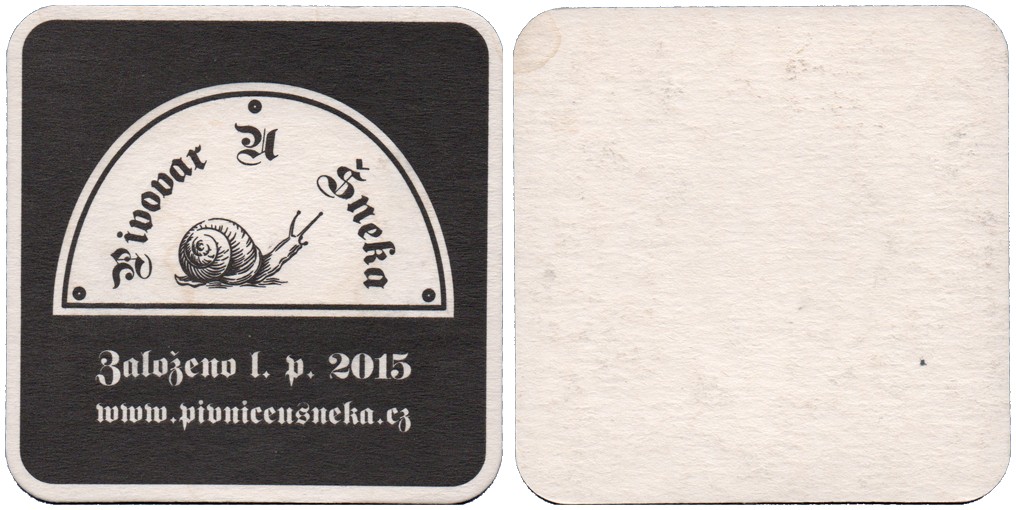 Pivovar U Šneka
Založeno l. p. 2015
www.pivniceusneka.cz